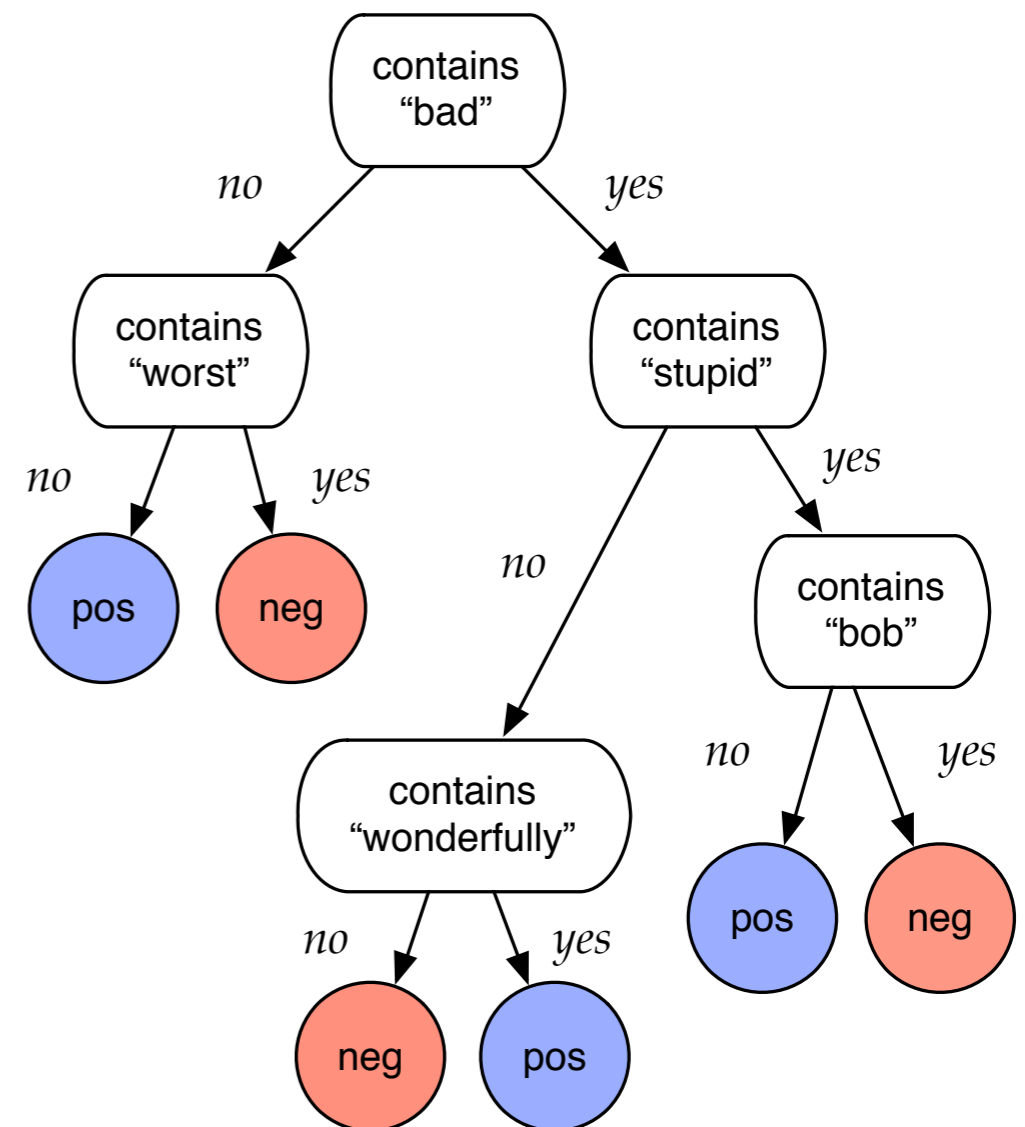 contains
“bad”
no
yes
contains
“worst”
contains
“stupid”
no
yes
yes
no
pos
neg
contains
“bob”
no
yes
contains
“wonderfully”
pos
neg
no
yes
neg
pos